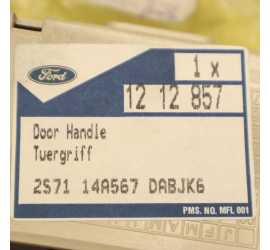 Ford
1 x
12 12 857
Door Handle
Tuergriff
2S71 14A567 DABJK6
PMS. NO. MFL 001